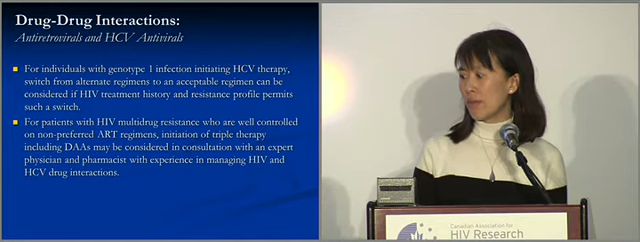 Drug-Drug Interactions:
Antiretrovirals and HCV Antivirals
For individuals with genotype 1 infection initiating HCV therapy,
switch from alternate regimens to an acceptable regimen can be
considered if HIV treatment history and resistance profile permits
such a switch.
For patients with HIV multidrug resistance who are well controlled
on non-preferred ART regimens, initiation of triple therapy
including DAAs may be considered in consultation with an expert
physician and pharmacist with experience in managing HIV and
HCV drug interactions.
Canadian Association for
HIV Research